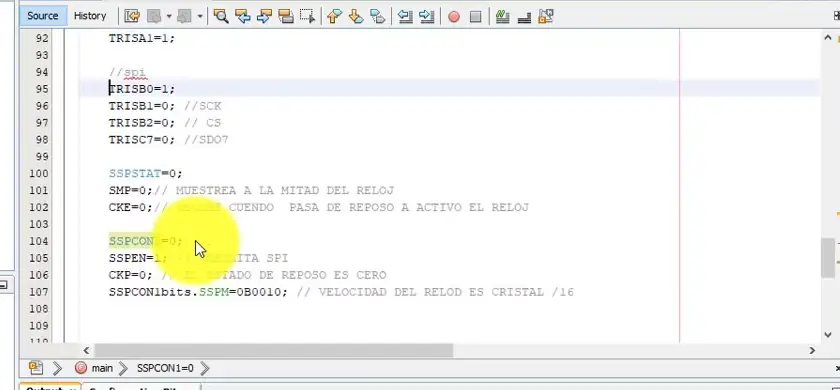 Source History
92 TRISA1=1;
93
94 //spi
95 TRISB0=1;
96 TRISB1=0; //SCK
97 TRISB2=0; // CS
98 TRISC7=0; //SDO7
99
100 SSPSTAT=0;
101 SMP=0;// MUESTREA A LA MITAD DEL RELOJ
102 CKE=0;// CUENDO PASA DE REPOSO A ACTIVO EL RELOJ
103
104 SSPCON1=0;
105 SSPEN=1; SPI
106 CKP=0; // EL ESTADO DE REPOSO ES CERO
107 SSPCON1bits.SSPM=0B0010; // VELOCIDAD DEL RELOD ES CRISTAL /16
108
109
main SSPCON1=0